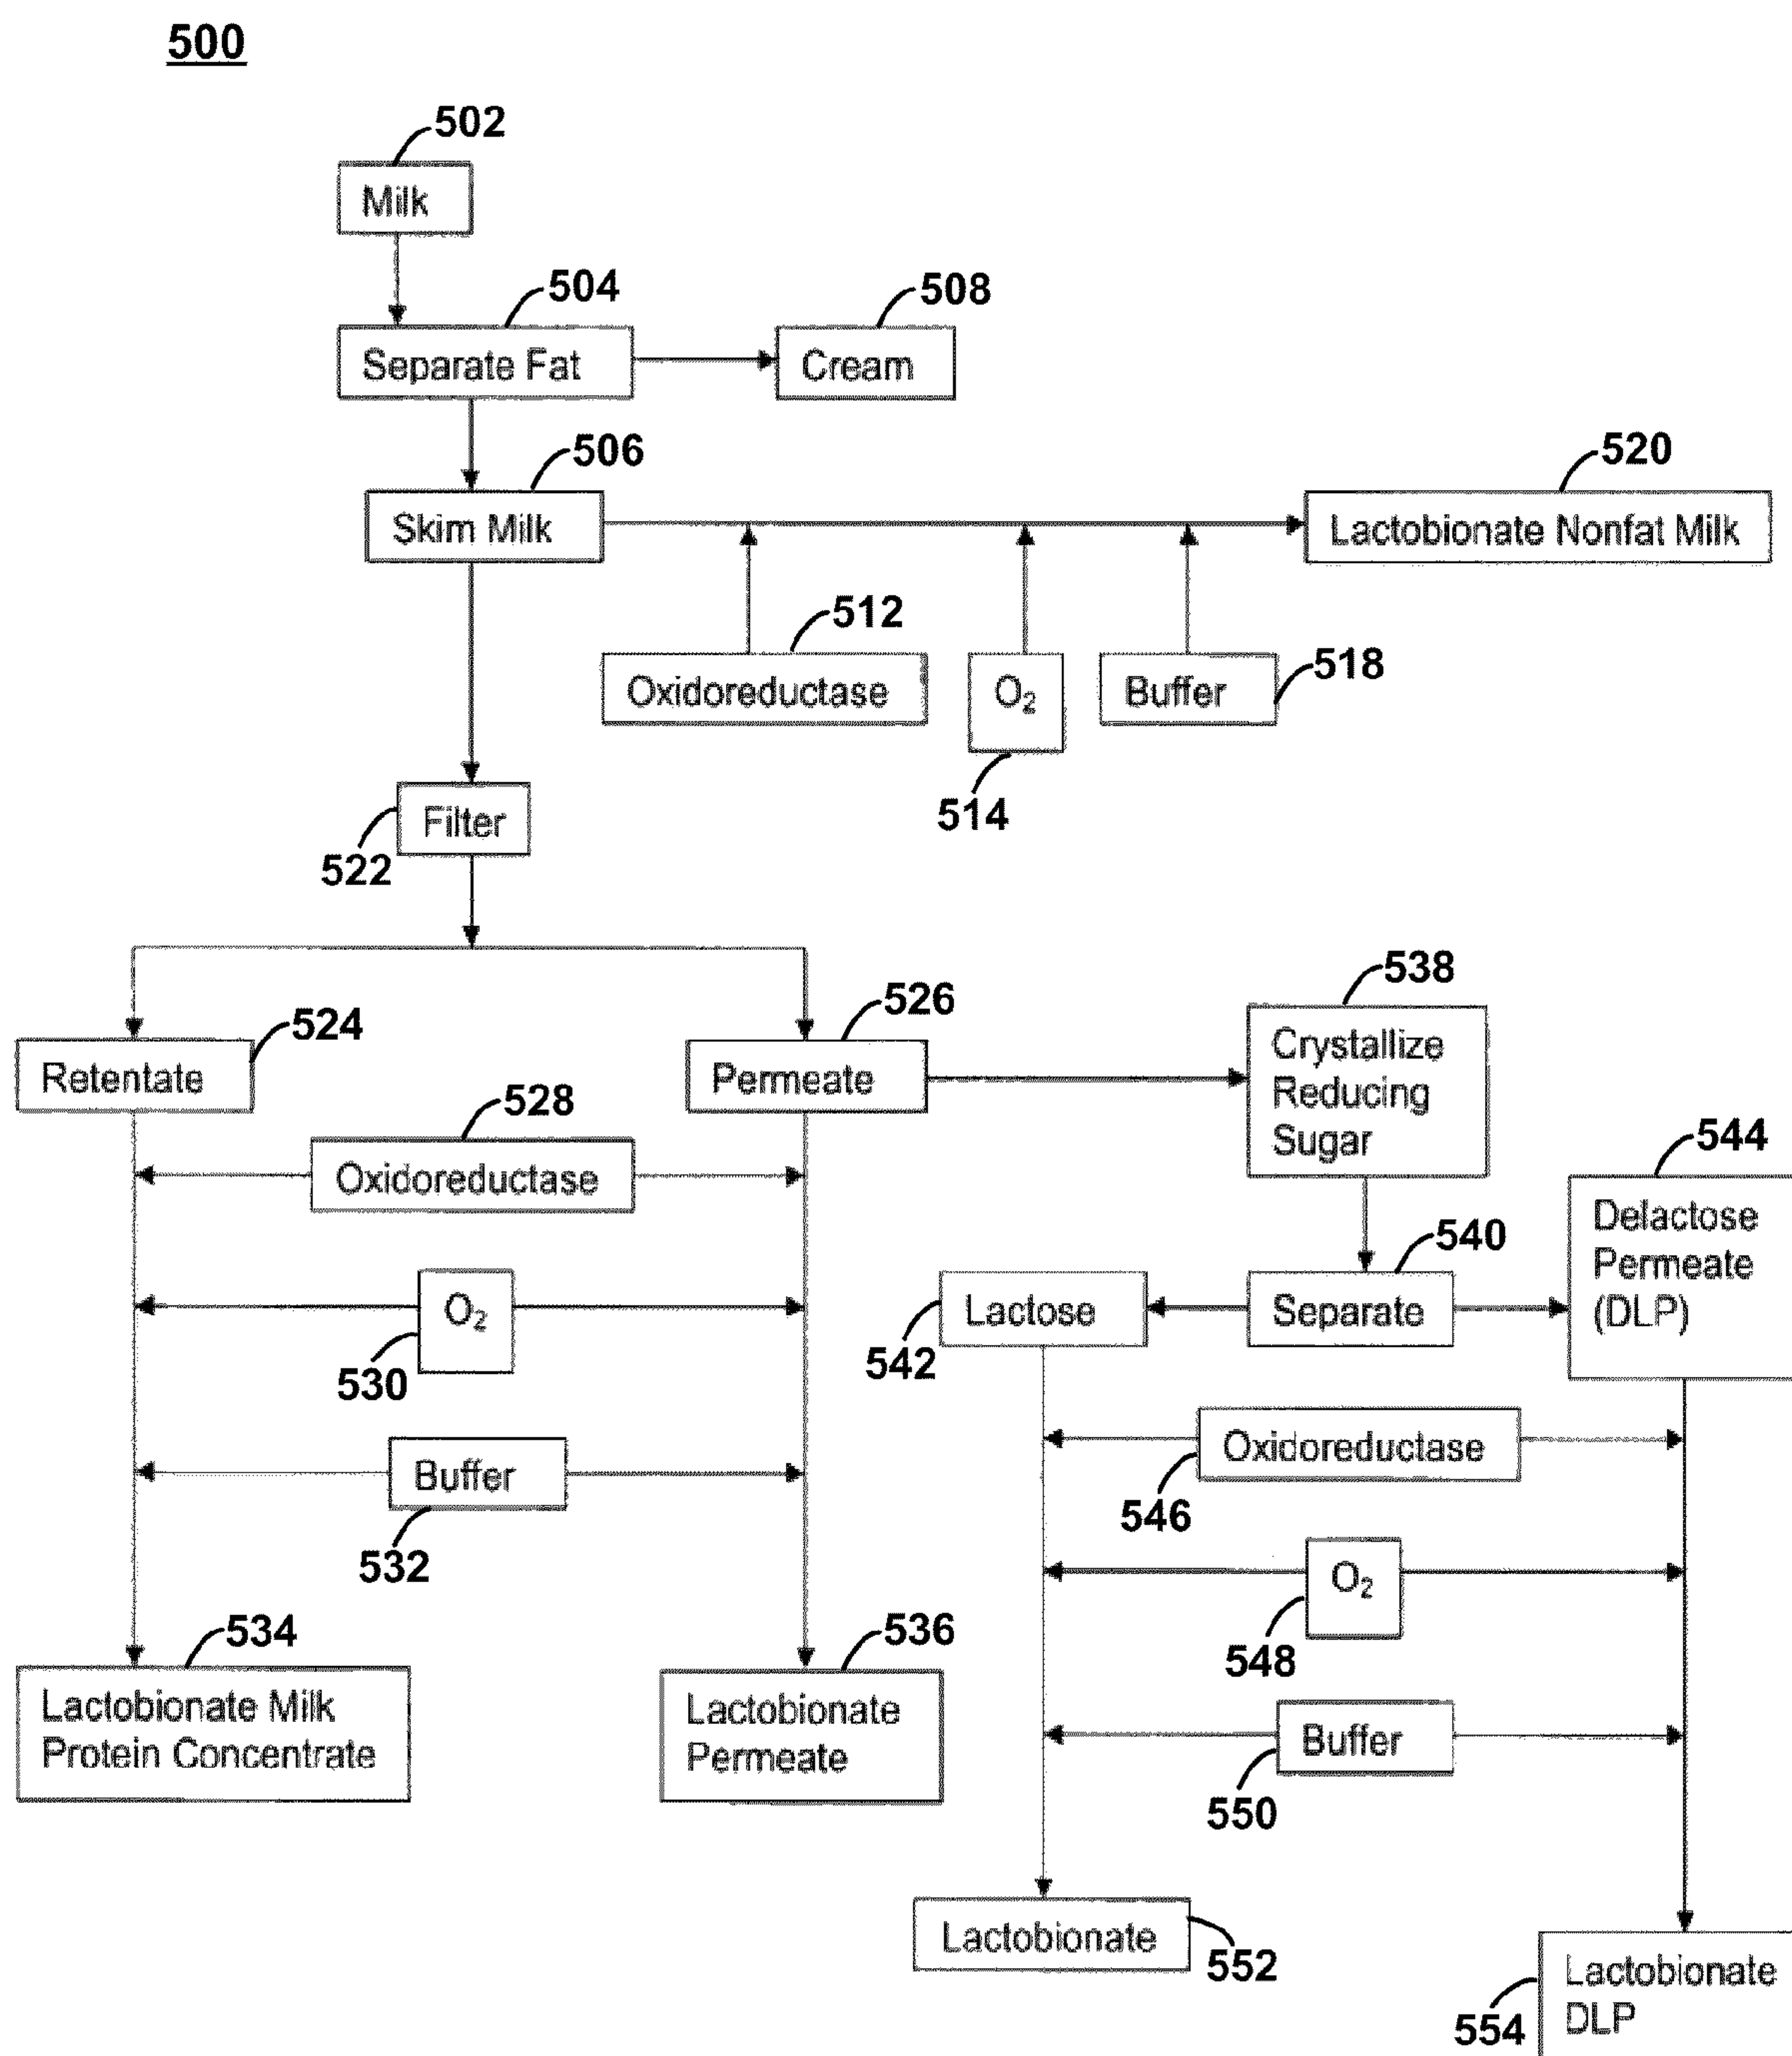 500
502
Milk
504
508
Separate Fat
Cream
506
520
Skim Milk
Lactobionate Nonfat Milk
512
518
Oxidoreductase
O₂
Buffer
514
Filter
522
538
526
524
Crystallize
Reducing
Sugar
Retentate
Permeate
528
544
Oxidoreductase
Delactose
Permeate
(DLP)
540
O₂
Lactose
Separate
542
530
Oxidoreductase
546
Buffer
532
O₂
548
534
536
Lactobionate Milk
Protein Concentrate
Lactobionate
Permeate
Buffer
550
Lactobionate
552
Lactobionate
DLP
554